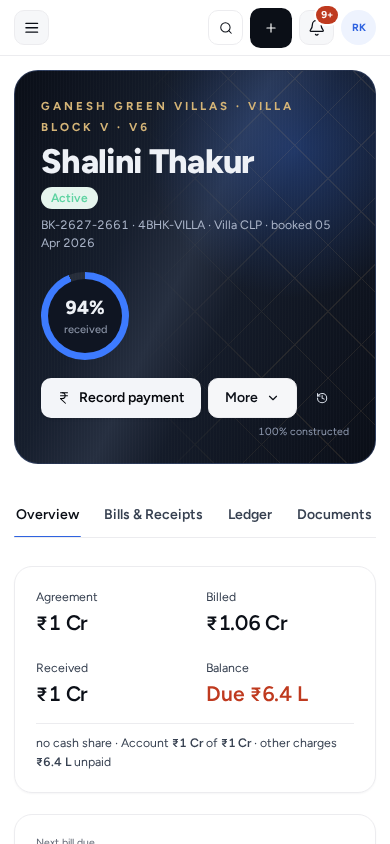 9+
RK
GANESH GREEN VILLAS · VILLA
BLOCK V · V6
Shalini Thakur
Active
BK-2627-2661 · 4BHK-VILLA · Villa CLP · booked 05
Apr 2026
94%
received
₹ Record payment
More
100% constructed
Overview
Bills & Receipts
Ledger
Documents
Agreement
Billed
₹1 Cr
₹1.06 Cr
Received
Balance
₹1 Cr
Due ₹6.4 L
no cash share · Account ₹1 Cr of ₹1 Cr · other charges
₹6.4 L unpaid
Next bill due